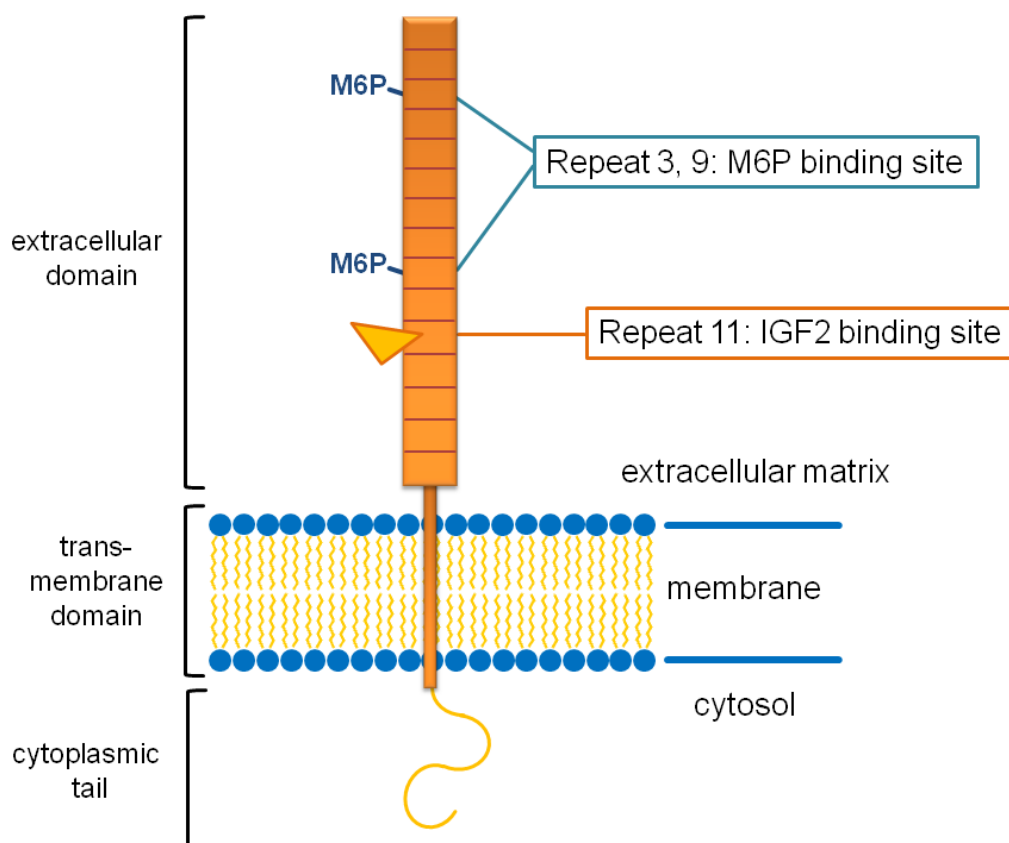 M6P
Repeat 3, 9: M6P binding site
extracellular
domain
M6P
Repeat 11: IGF2 binding site
extracellular matrix
trans-
membrane
domain
membrane
cytosol
cytoplasmic
tail